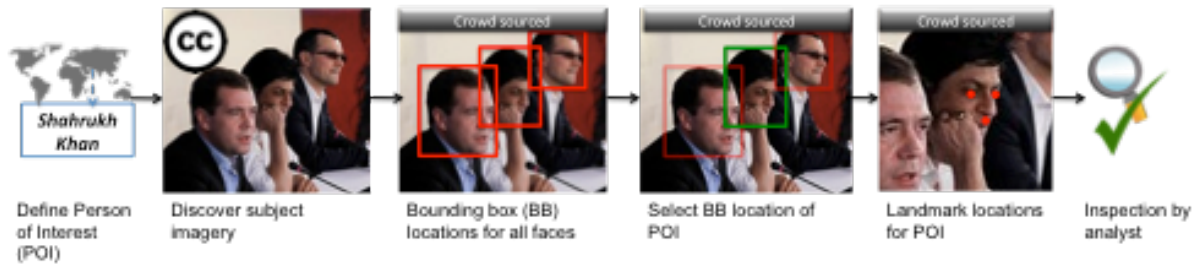 Crowd sourced
Crowd sourced
Crowd sourced
cc
Shahrukh
Khan
Define Person
of Interest
(POI)
Discover subject
imagery
Bounding box (BB)
locations for all faces
Select BB location of
POI
Landmark locations
for POI
Inspection by
analyst